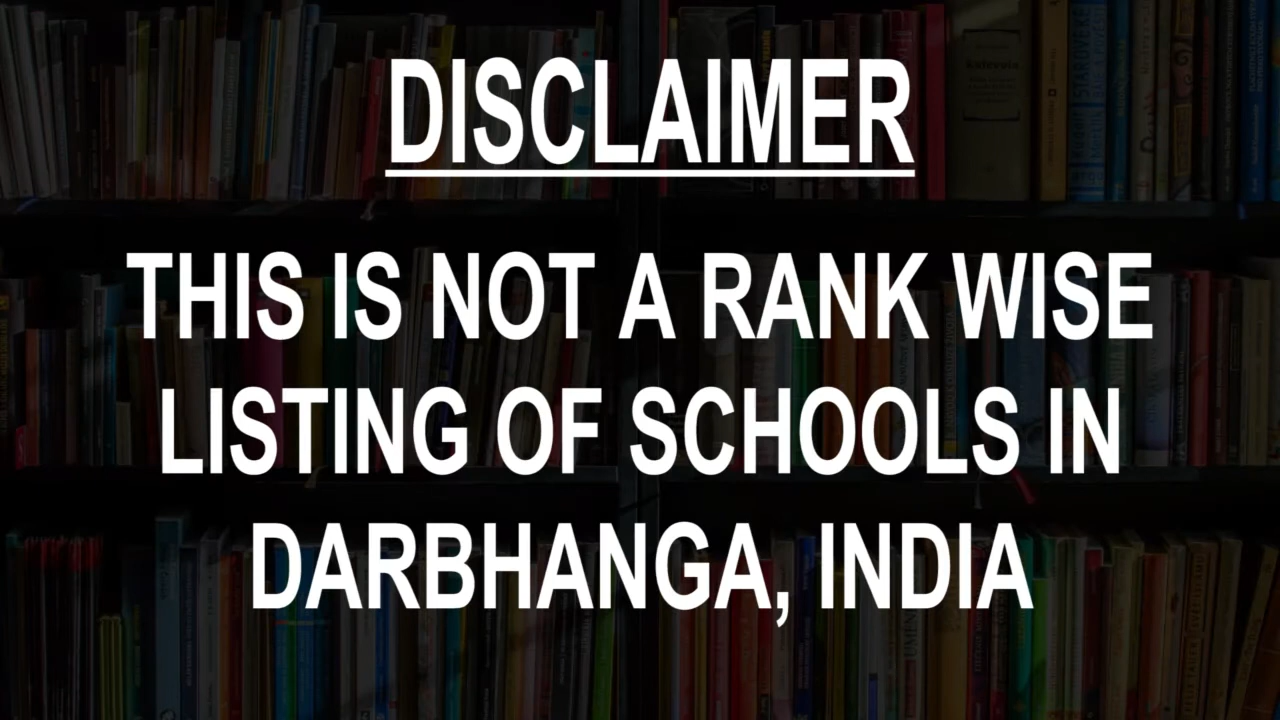 DISCLAIMER
THIS IS NOT A RANK WISE
LISTING OF SCHOOLS IN
DARBHANGA, INDIA